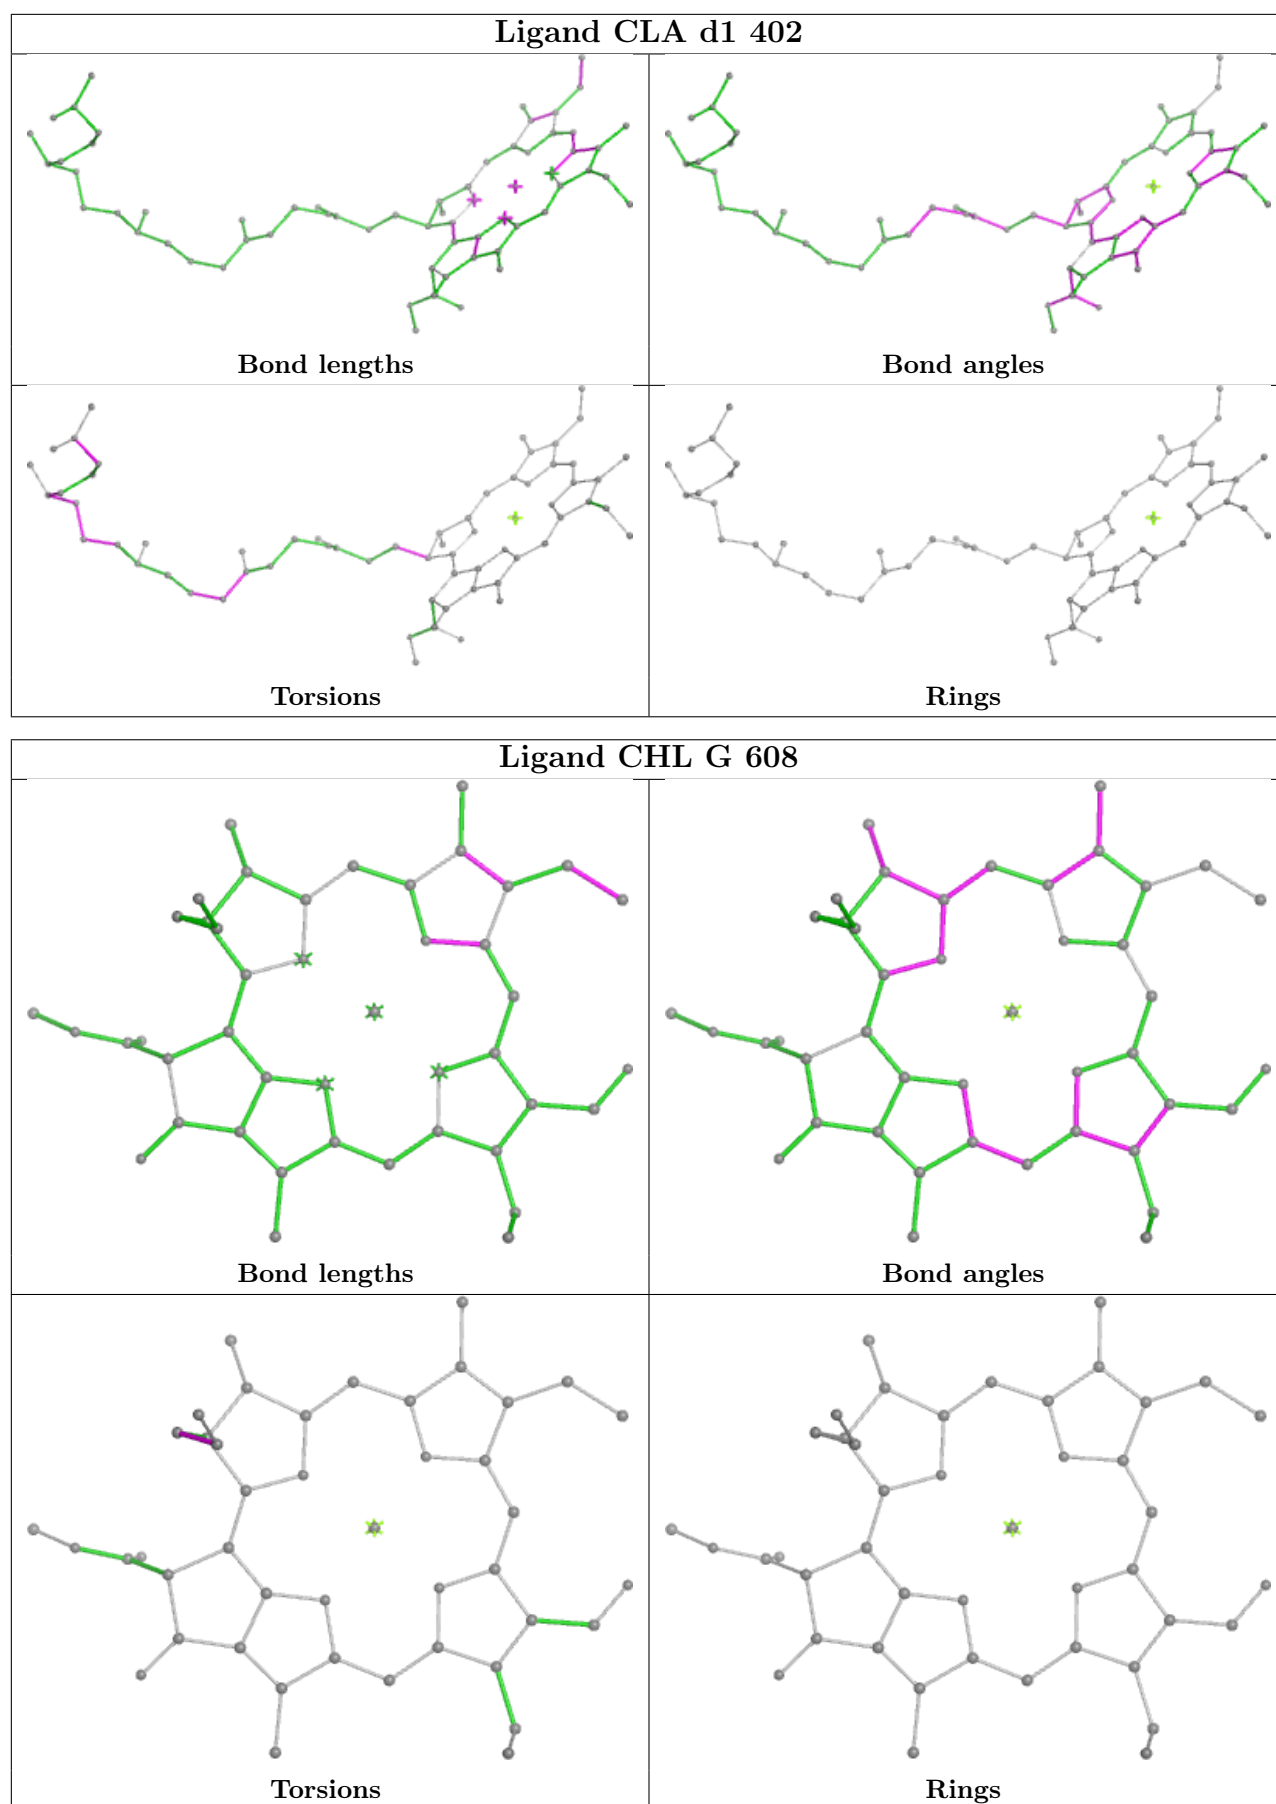 Ligand CLA d1 402
Bond lengths
Bond angles
Torsions
Rings
Ligand CHL G 608
Bond lengths
Bond angles
Torsions
Rings